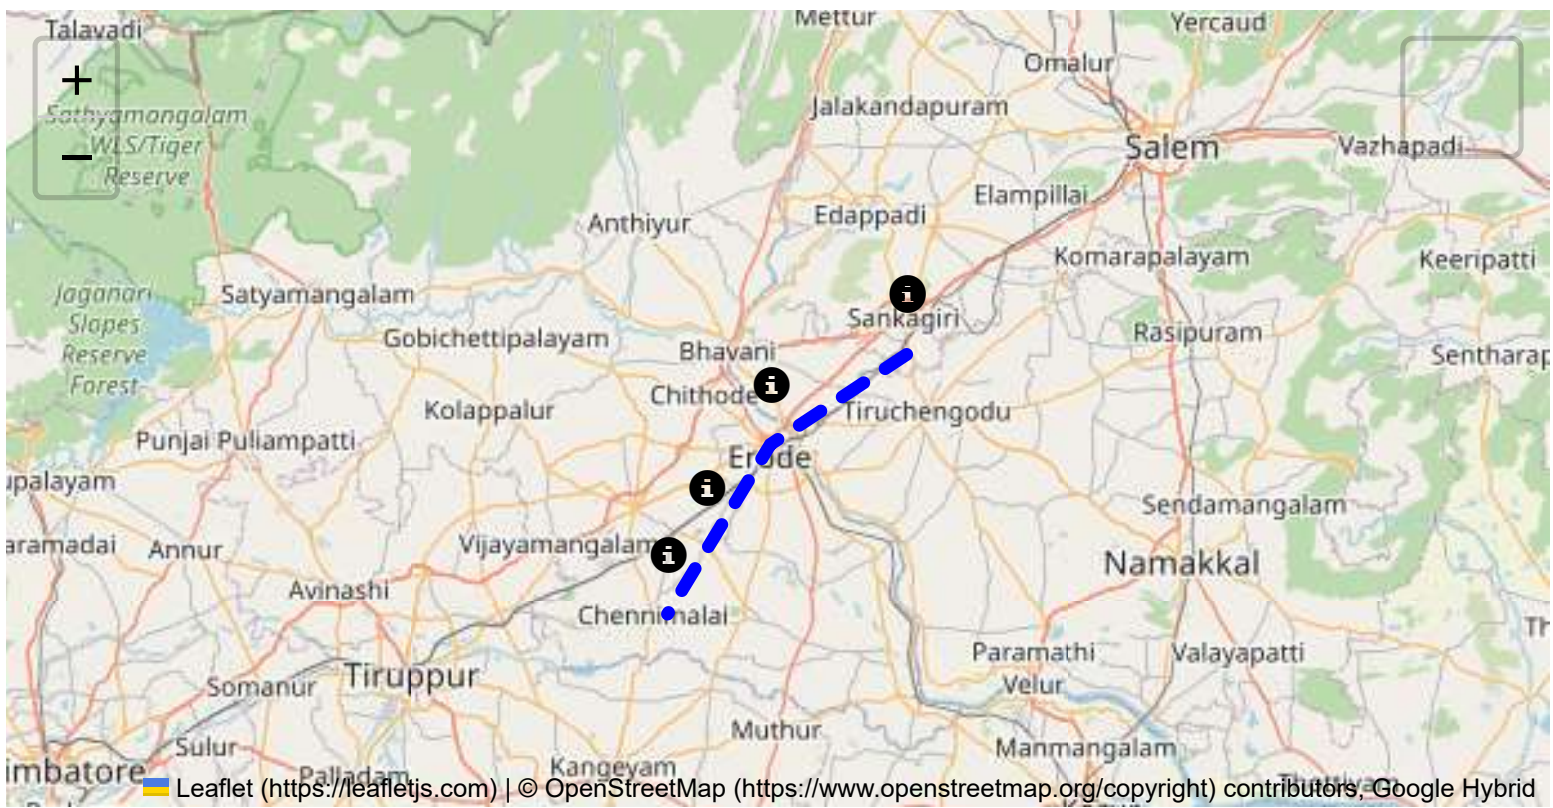 Mettur
Yercaud
Talavadi
Omalur
+
Jalakandapuram
Sathyamangalam
WLS/Tiger
Reserve
−
Salem
Vazhapadi
Elampillai
Edappadi
Anthiyur
Komarapalayam
Keeripatti
Jaganari
Slopes
Reserve
Forest
Satyamangalam
i
Sankagiri
Gobichettipalayam
Rasipuram
Bhavani
Sentharap
i
Chithode
Kolappalur
Tiruchengodu
Punjai Puliampatti
Erode
upalayam
i
Sendamangalam
aramadai
Annur
Vijayamangalam
i
Namakkal
Avinashi
Chennimalai
Th
Paramathi
Velur
Valayapatti
Tiruppur
Somanur
Muthur
Sulur
Manmangalam
imbatore
Palladam
Kangeyam
Thottiyam
Leaflet (https://leafletjs.com) | © OpenStreetMap (https://www.openstreetmap.org/copyright) contributors, Google Hybrid